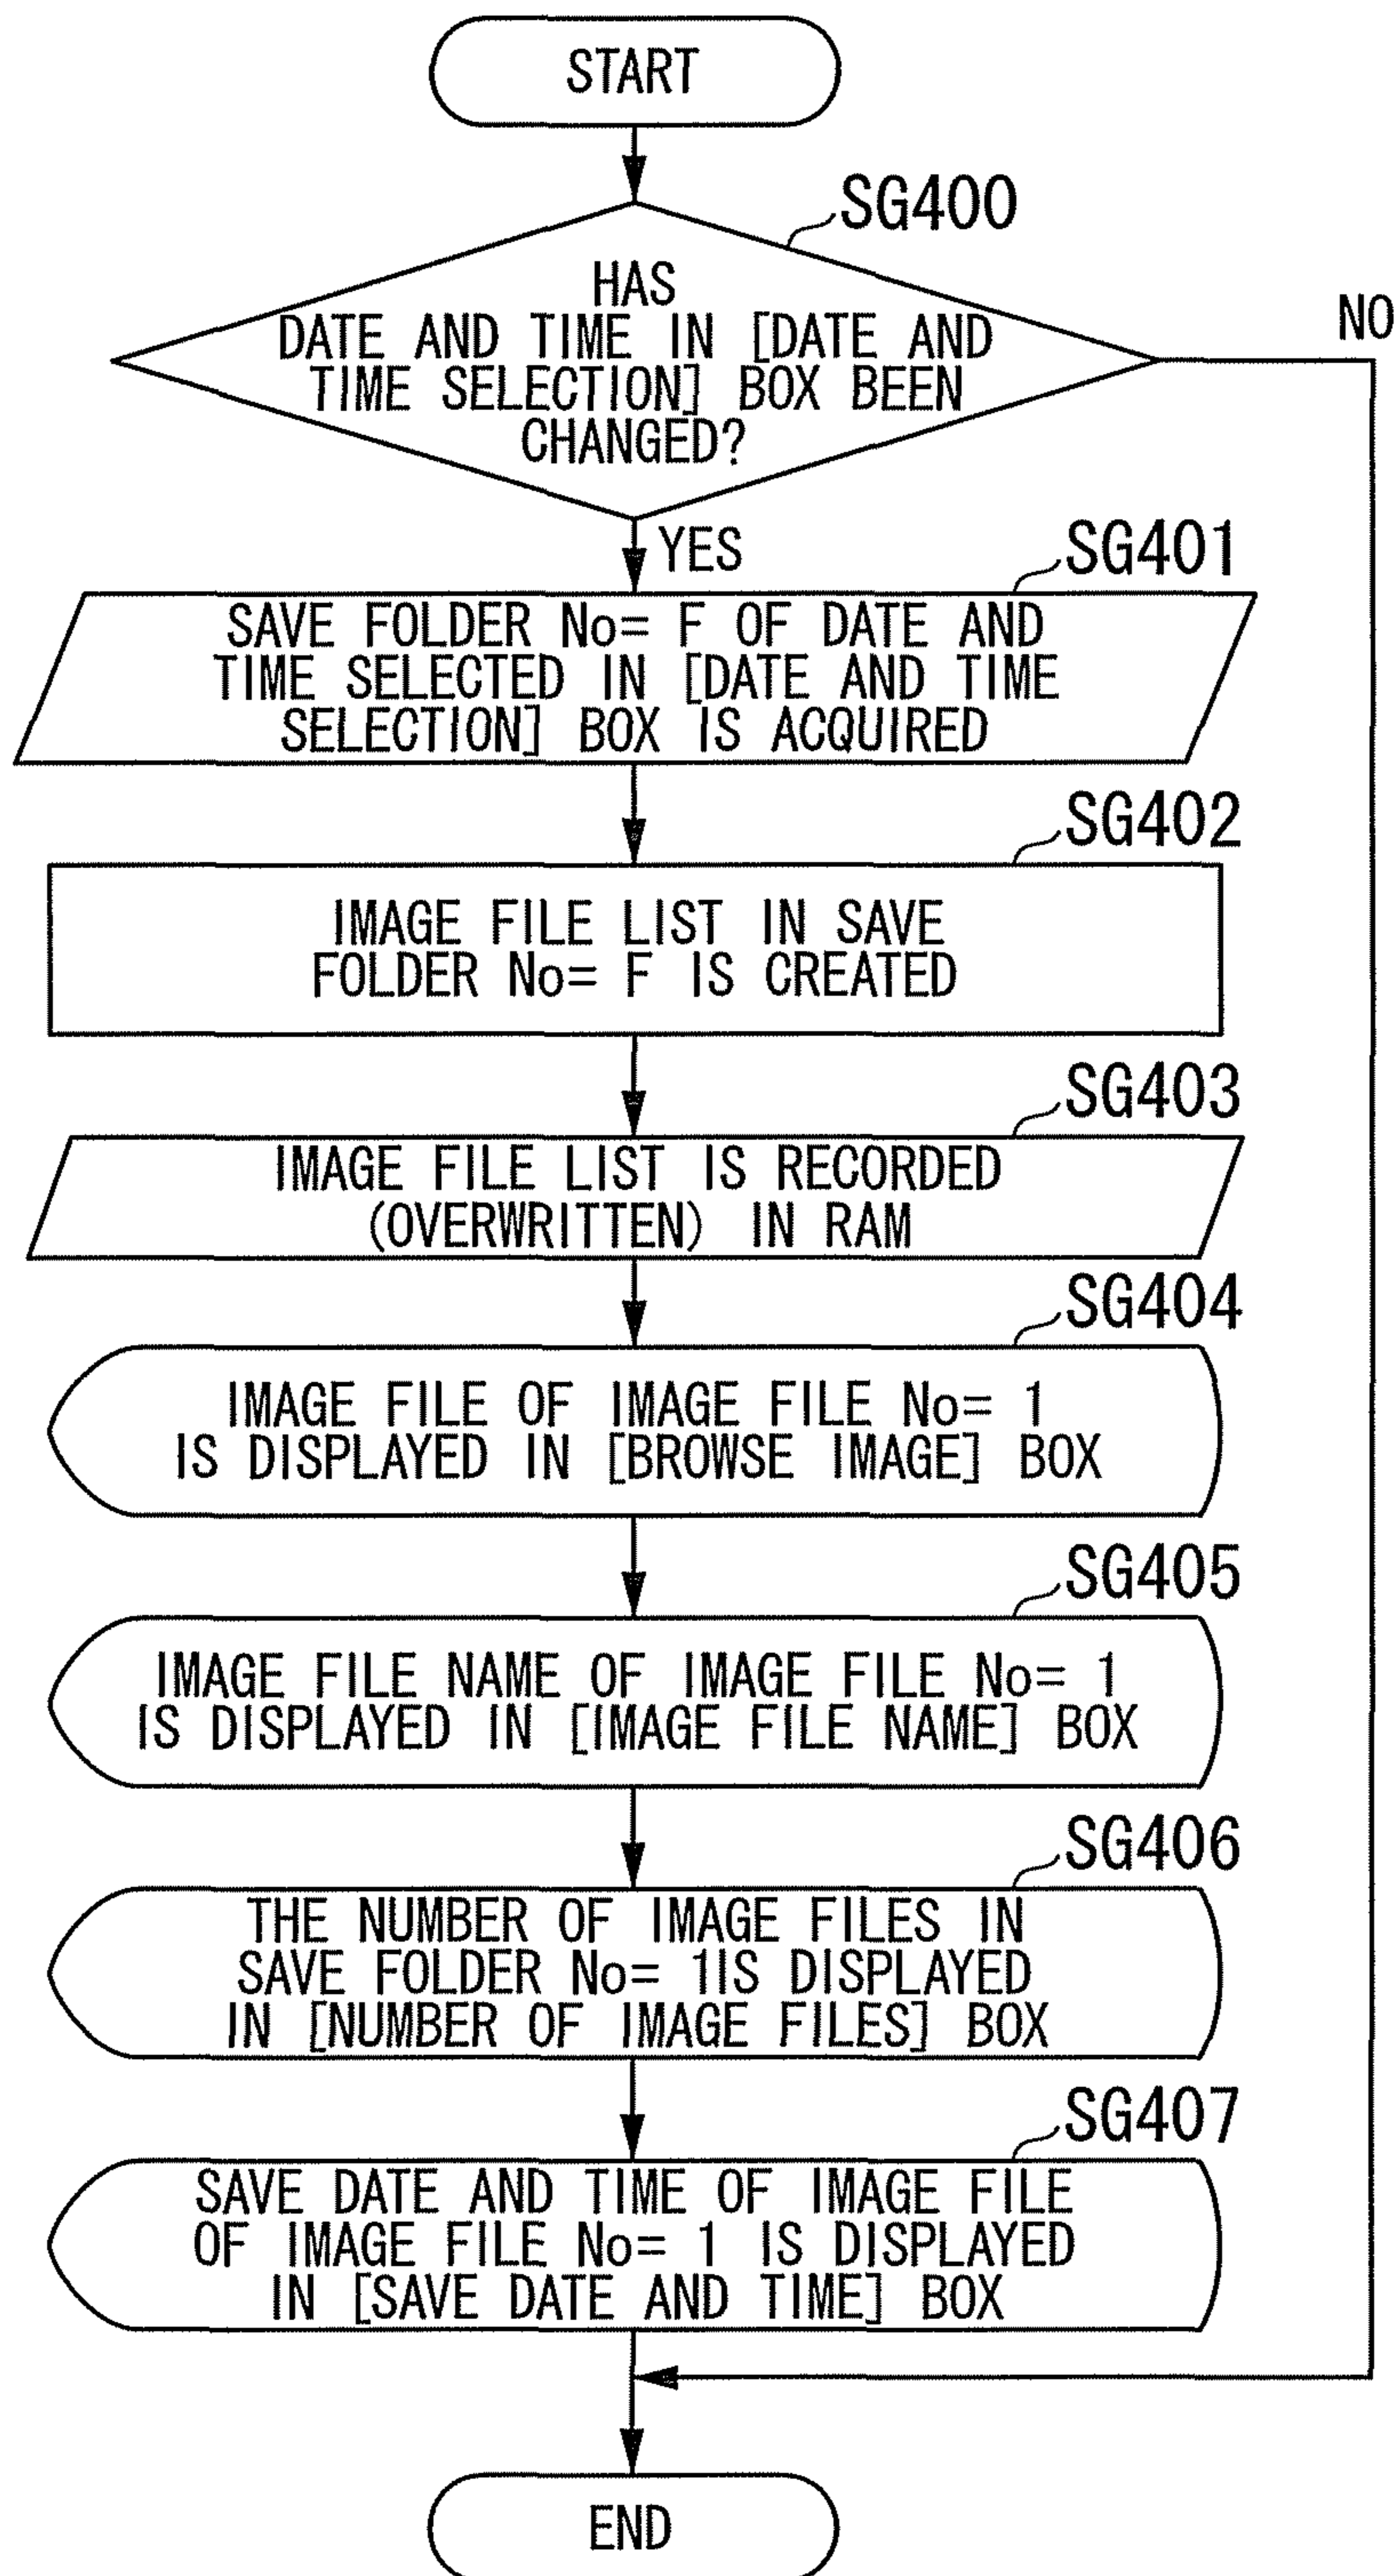 START
SG400
HAS
DATE AND TIME IN [DATE AND
TIME SELECTION] BOX BEEN
CHANGED?
NO
YES
SG401
SAVE FOLDER No= F OF DATE AND
TIME SELECTED IN [DATE AND TIME
SELECTION] BOX IS ACQUIRED
SG402
IMAGE FILE LIST IN SAVE
FOLDER No= F IS CREATED
SG403
IMAGE FILE LIST IS RECORDED
(OVERWRITTEN) IN RAM
SG404
IMAGE FILE OF IMAGE FILE No= 1
IS DISPLAYED IN [BROWSE IMAGE] BOX
SG405
IMAGE FILE NAME OF IMAGE FILE No= 1
IS DISPLAYED IN [IMAGE FILE NAME] BOX
SG406
THE NUMBER OF IMAGE FILES IN
SAVE FOLDER No= 1IS DISPLAYED
IN [NUMBER OF IMAGE FILES] BOX
SG407
SAVE DATE AND TIME OF IMAGE FILE
OF IMAGE FILE No= 1 IS DISPLAYED
IN [SAVE DATE AND TIME] BOX
END